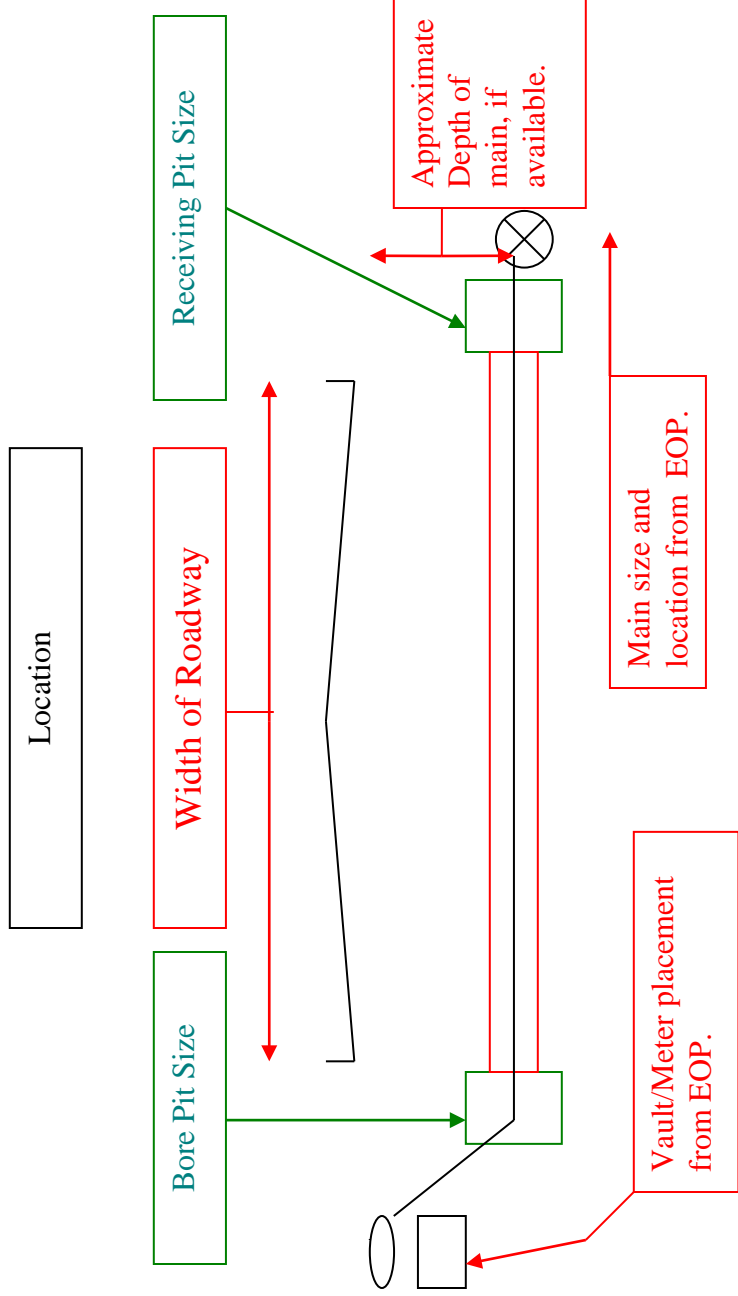 Location
Bore Pit Size
Width of Roadway
Receiving Pit Size
Approximate
Depth of
main, if
available.
Vault/Meter placement
from EOP.
Main size and
location from EOP.